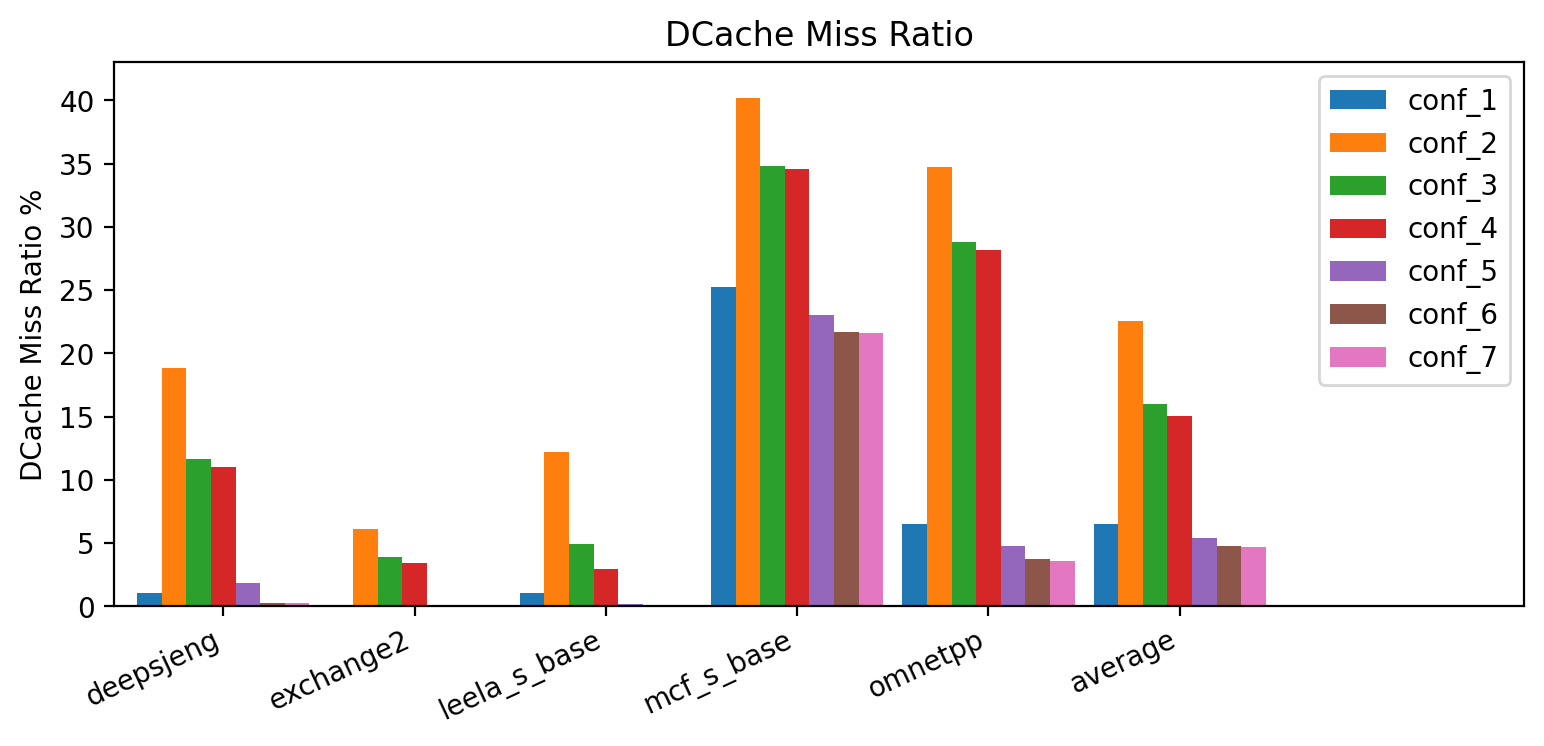 DCache Miss Ratio
DCache Miss Ratio %
40
35
30
25
20
15
10
5
0
conf_1
conf_2
conf_3
conf_4
conf_5
conf_6
conf_7
deepsjeng
exchange2
leela_s_base
mcf_s_base
omnetpp
average